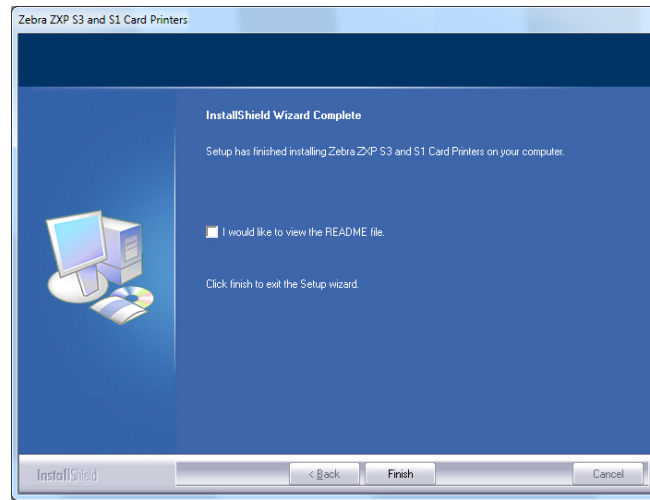 Zebra ZXP S3 and S1 Card Printers
InstallShield Wizard Complete
Setup has finished installing Zebra ZXP S3 and S1 Card Printers on your computer.
I would like to view the README file.
Click finish to exit the Setup wizard.
InstallShield
< Back
Finish
Cancel